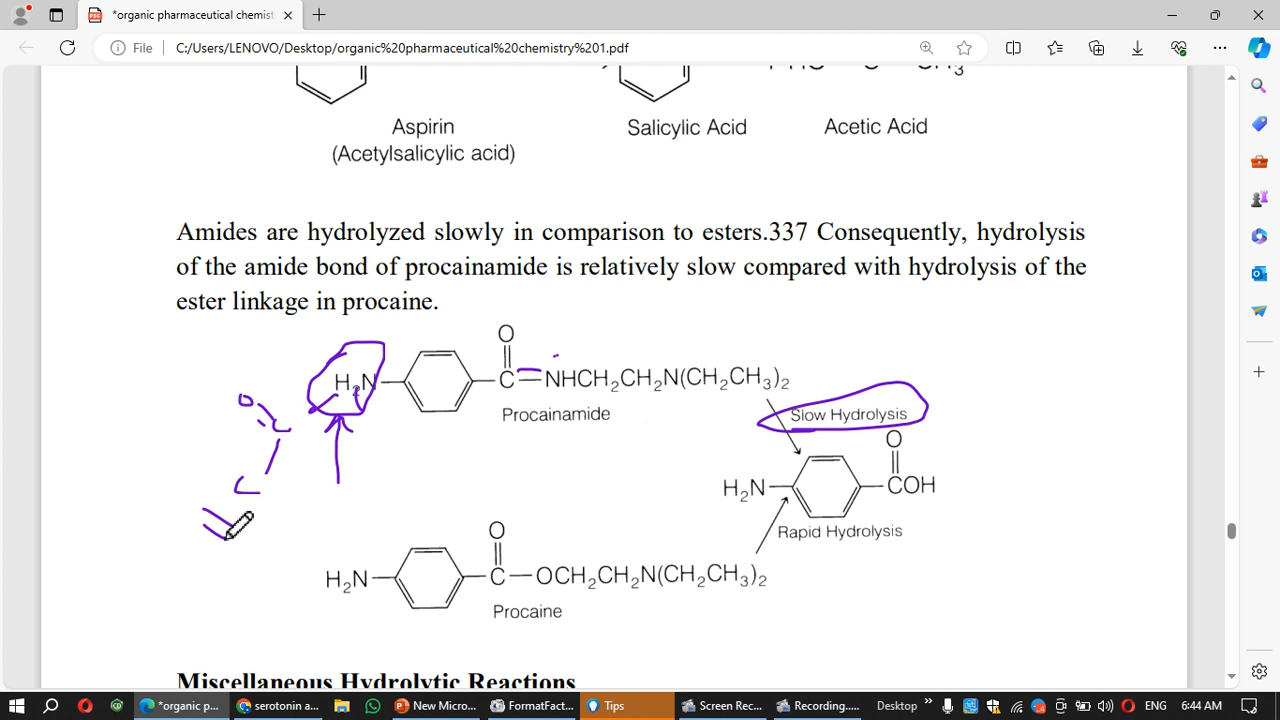 *organic pharmaceutical chemist
File
C:/Users/LENOVO/Desktop/organic%20pharmaceutical%20chemistry%201.pdf
Aspirin
(Acetylsalicylic acid)
Salicylic Acid
Acetic Acid
Amides are hydrolyzed slowly in comparison to esters.337 Consequently, hydrolysis
of the amide bond of procainamide is relatively slow compared with hydrolysis of the
ester linkage in procaine.
O
H₂N C NHCH₂CH₂N(CH₂CH₃)₂
Procainamide
Slow Hydrolysis
O
H₂N COH
Rapid Hydrolysis
O
H₂N C OCH₂CH₂N(CH₂CH₃)₂
Procaine
Miscellaneous Hydrolytic Reactions
*organic p...
serotonin a...
New Micro...
FormatFact...
Tips
Screen Rec...
Recording....
Desktop
ENG
6:44 AM